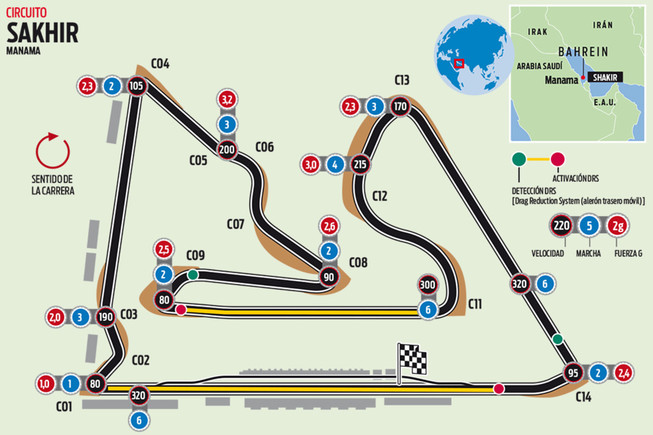 CIRCUITO
SAKHIR
MANAMA
C04
2,3 2 105
3,2
3
200
C05
C06
C07
SENTIDO DE
LA CARRERA
C13
2,3 3 170
3,0 4 215
C12
2,6
2
90
C08
2,5
2
80
C09
300
6
C11
2,0 3 190
C03
C02
1,0 1 80
C01
320
6
320 6
95 2 2,4
C14
IRAK
IRÁN
BAHREIN
ARABIA SAUDÍ
Manama
SHAKIR
E.A.U.
DETECCIÓN DRS
ACTIVACIÓN DRS
[Drag Reduction System (alerón trasero móvil)]
220 5 2g
VELOCIDAD MARCHA FUERZA G